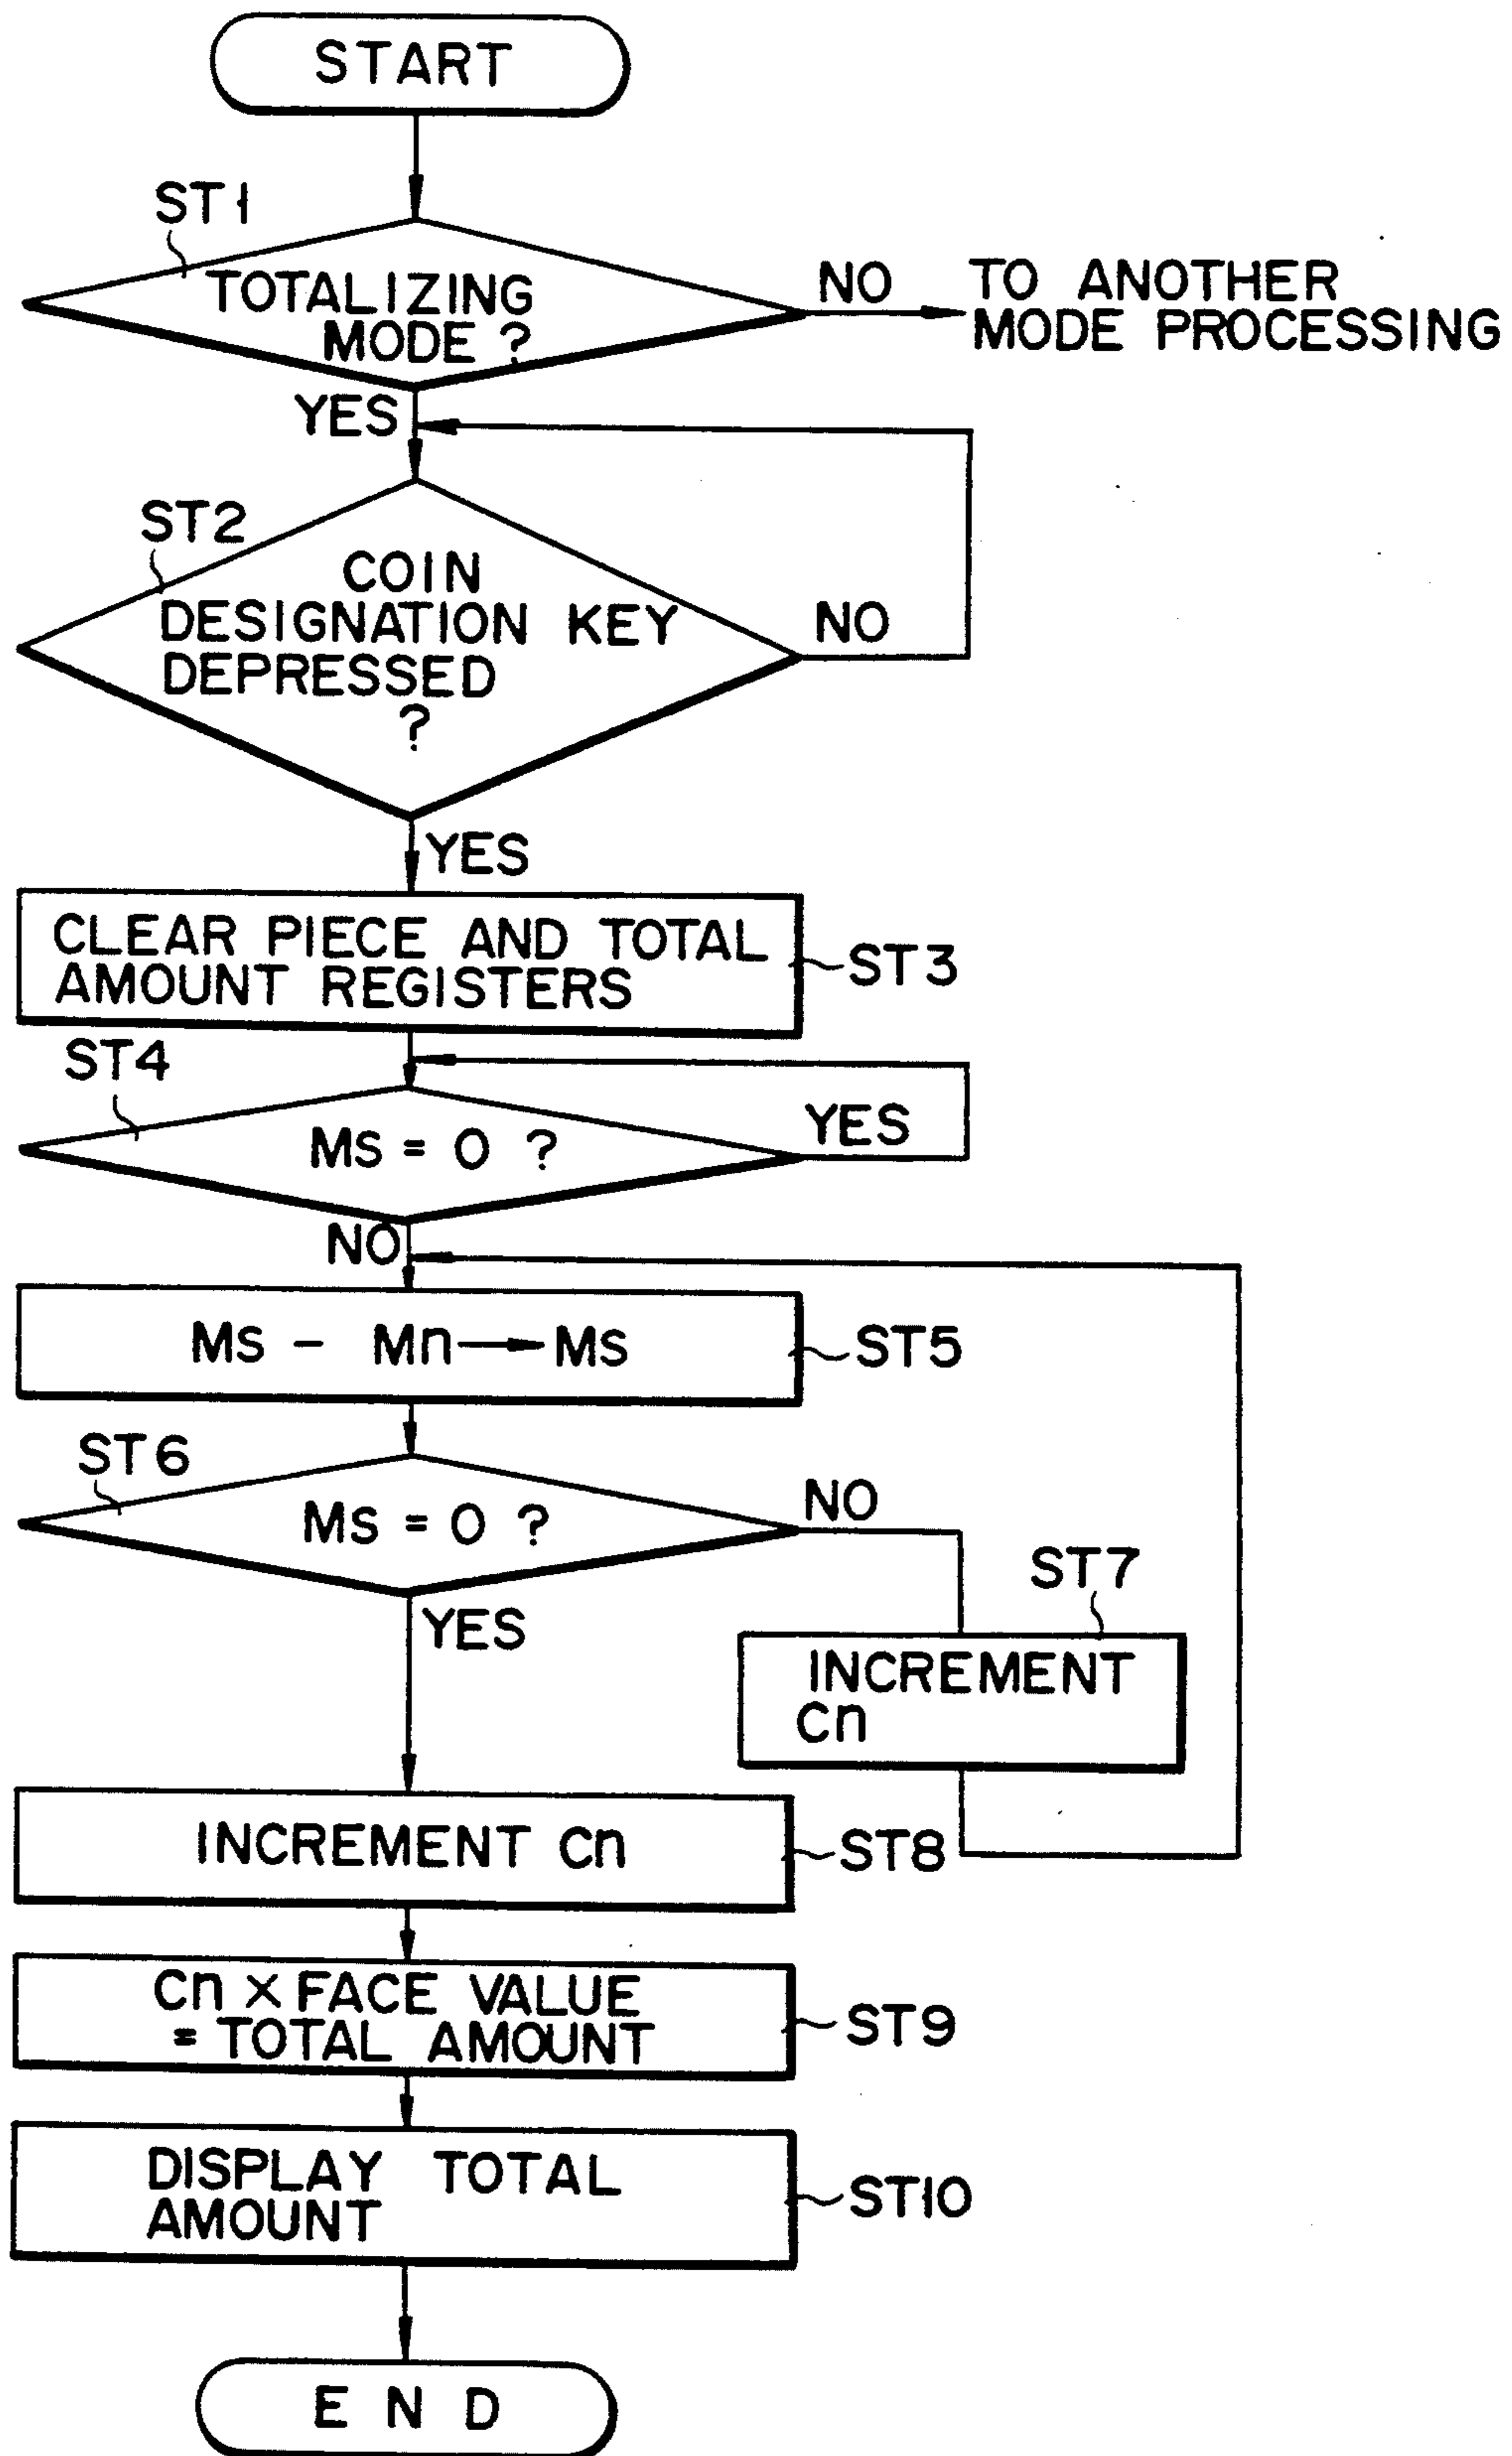 START
ST1
TOTALIZING
MODE ?
NO
TO ANOTHER
MODE PROCESSING
YES
ST2
COIN
DESIGNATION KEY
DEPRESSED
?
NO
YES
CLEAR PIECE AND TOTAL
AMOUNT REGISTERS
ST3
ST4
Ms = 0 ?
YES
NO
Ms - Mn → Ms
ST5
ST6
Ms = 0 ?
NO
ST7
YES
INCREMENT
Cn
INCREMENT Cn
ST8
Cn × FACE VALUE
= TOTAL AMOUNT
ST9
DISPLAY TOTAL
AMOUNT
ST10
END